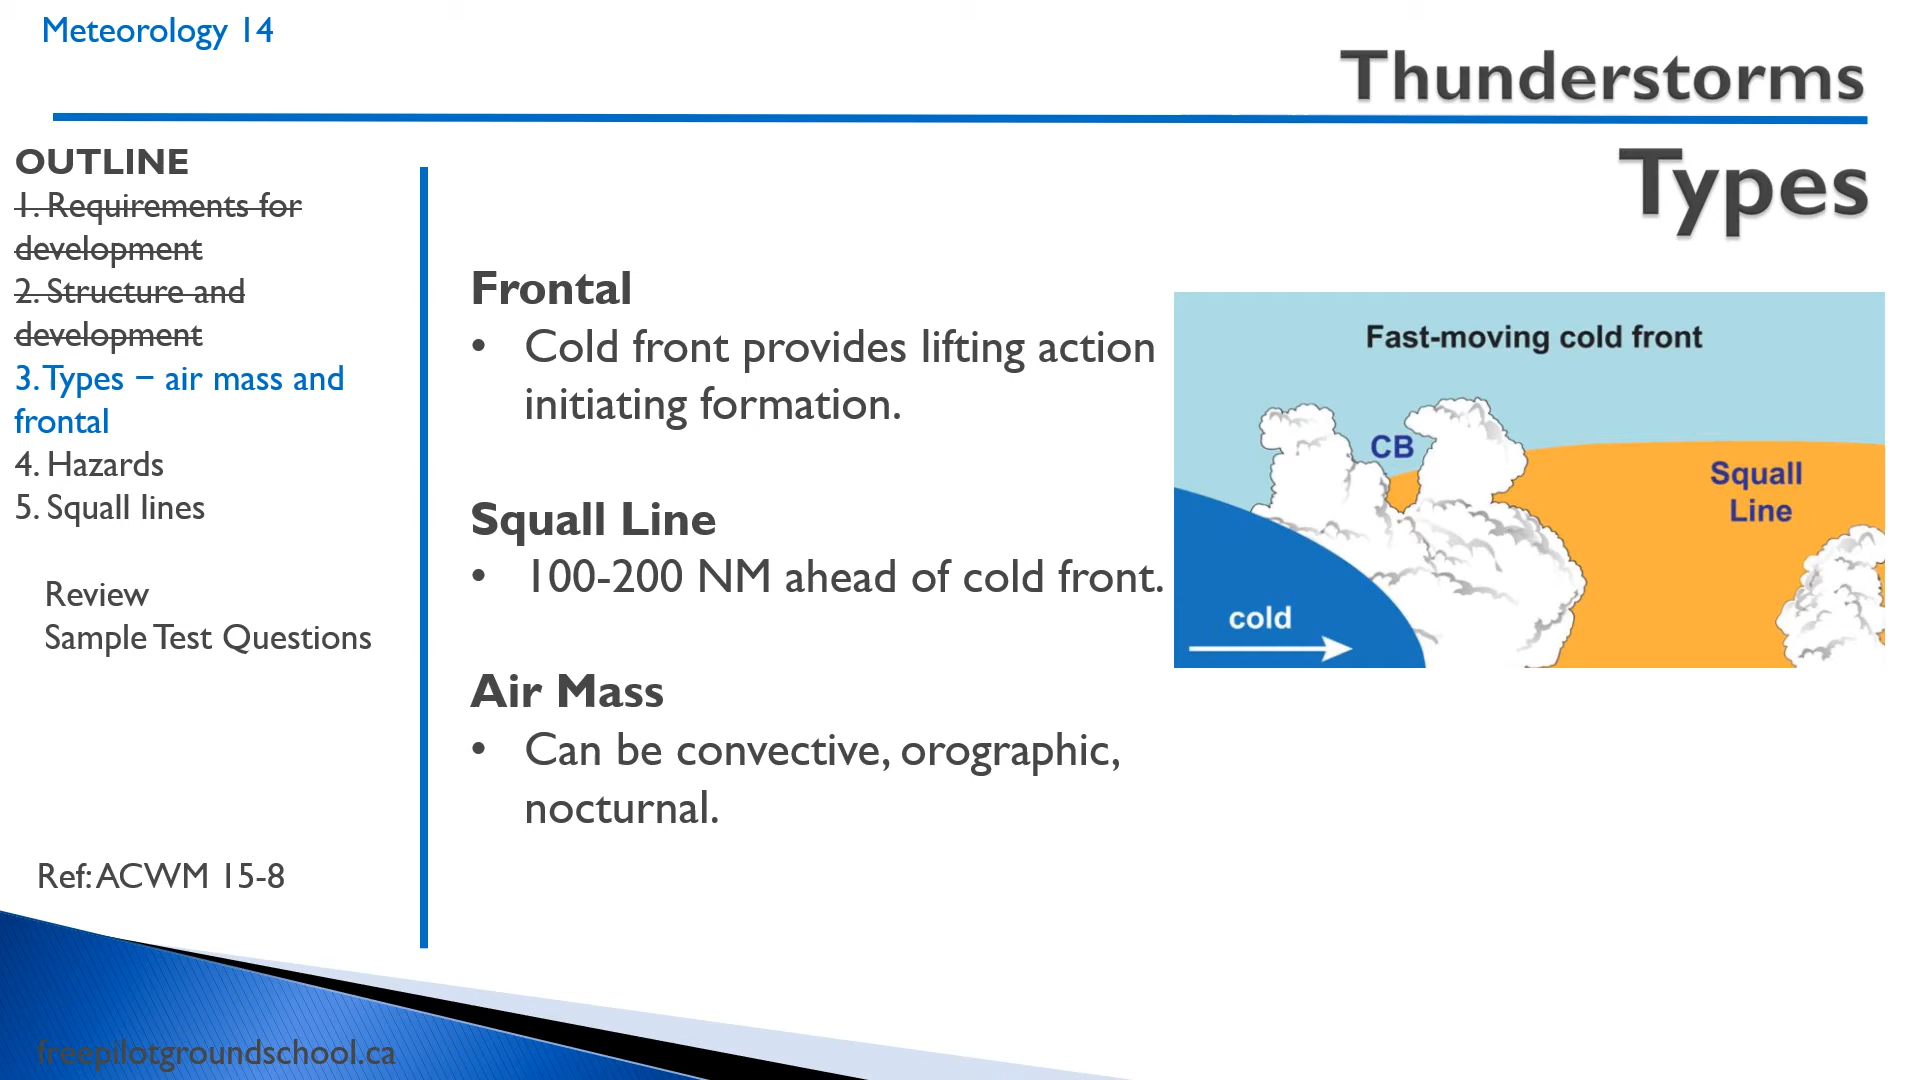 Meteorology 14
Thunderstorms
Types
OUTLINE
1. Requirements for
development
2. Structure and
development
3. Types – air mass and
frontal
4. Hazards
5. Squall lines
Review
Sample Test Questions
Ref: ACWM 15-8
freepilotgroundschool.ca
Frontal
• Cold front provides lifting action
initiating formation.
Squall Line
• 100-200 NM ahead of cold front.
Air Mass
• Can be convective, orographic,
nocturnal.
Fast-moving cold front
CB
Squall
Line
cold